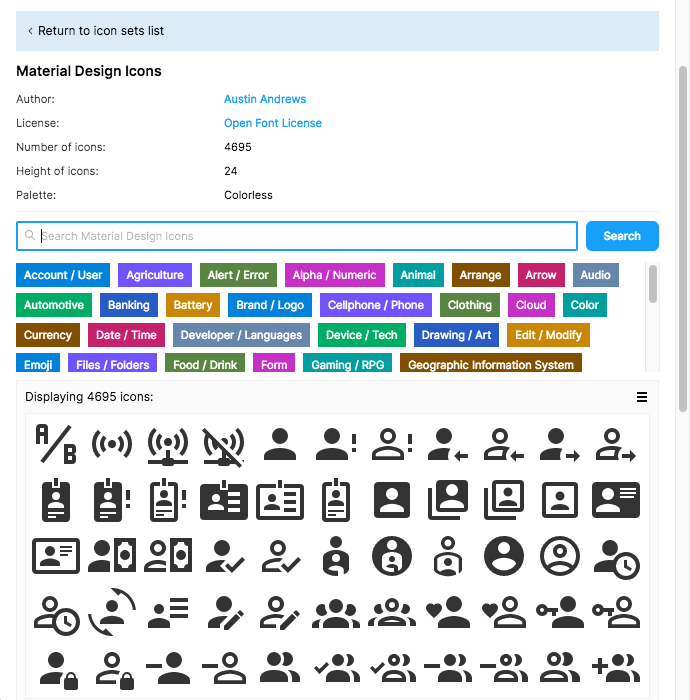 ‹ Return to icon sets list
Material Design Icons
Author: Austin Andrews
License: Open Font License
Number of icons: 4695
Height of icons: 24
Palette: Colorless
Search Material Design Icons Search
Account / User Agriculture Alert / Error Alpha / Numeric Animal Arrange Arrow Audio
Automotive Banking Battery Brand / Logo Cellphone / Phone Clothing Cloud Color
Currency Date / Time Developer / Languages Device / Tech Drawing / Art Edit / Modify
Emoji Files / Folders Food / Drink Form Gaming / RPG Geographic Information System
Displaying 4695 icons:
A/B